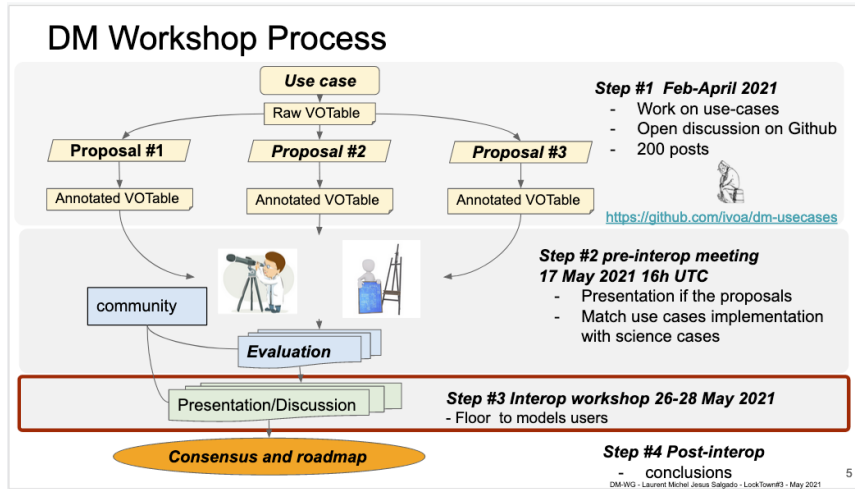 DM Workshop Process
Use case
Raw VOTable
Proposal #1
Proposal #2
Proposal #3
Annotated VOTable
Annotated VOTable
Annotated VOTable
Step #1 Feb-April 2021
- Work on use-cases
- Open discussion on Github
- 200 posts
https://github.com/ivoa/dm-usecases
community
Evaluation
Step #2 pre-interop meeting
17 May 2021 16h UTC
- Presentation if the proposals
- Match use cases implementation
with science cases
Presentation/Discussion
Step #3 Interop workshop 26-28 May 2021
- Floor to models users
Consensus and roadmap
Step #4 Post-interop
- conclusions
DM-WG - Laurent Michel Jesus Salgado - LockTown#3 - May 2021
5